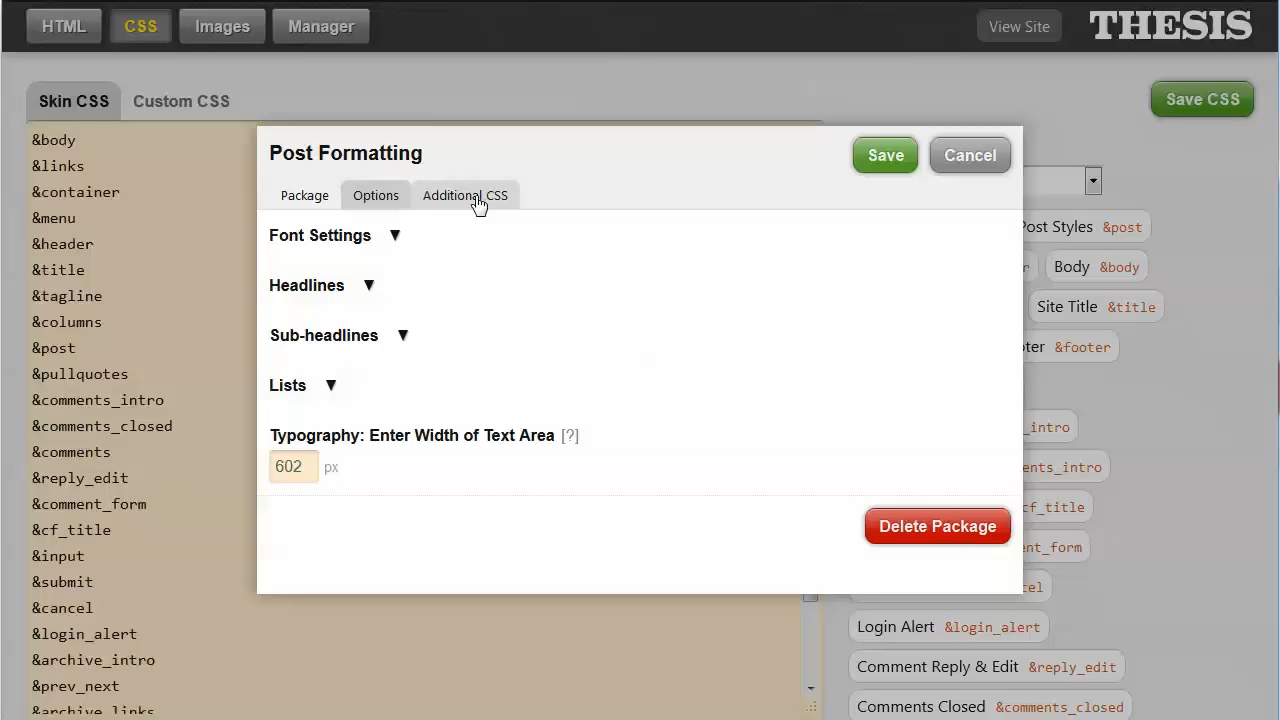 HTML CSS Images Manager View Site THESIS
Skin CSS Custom CSS Save CSS
Post Formatting Save Cancel
Package Options Additional CSS
Font Settings ▼
Headlines ▼
Sub-headlines ▼
Lists ▼
Typography: Enter Width of Text Area [?]
602 px
Delete Package
&body
&links
&container
&menu
&header
&title
&tagline
&columns
&post
&pullquotes
&comments_intro
&comments_closed
&comments
&reply_edit
&comment_form
&cf_title
&input
&submit
&cancel
&login_alert
&archive_intro
&prev_next
&archive_links
Post Styles &post
r Body &body
Site Title &title
oter &footer
_intro
ents_intro
cf_title
ent_form
cel
Login Alert &login_alert
Comment Reply & Edit &reply_edit
Comments Closed &comments_closed